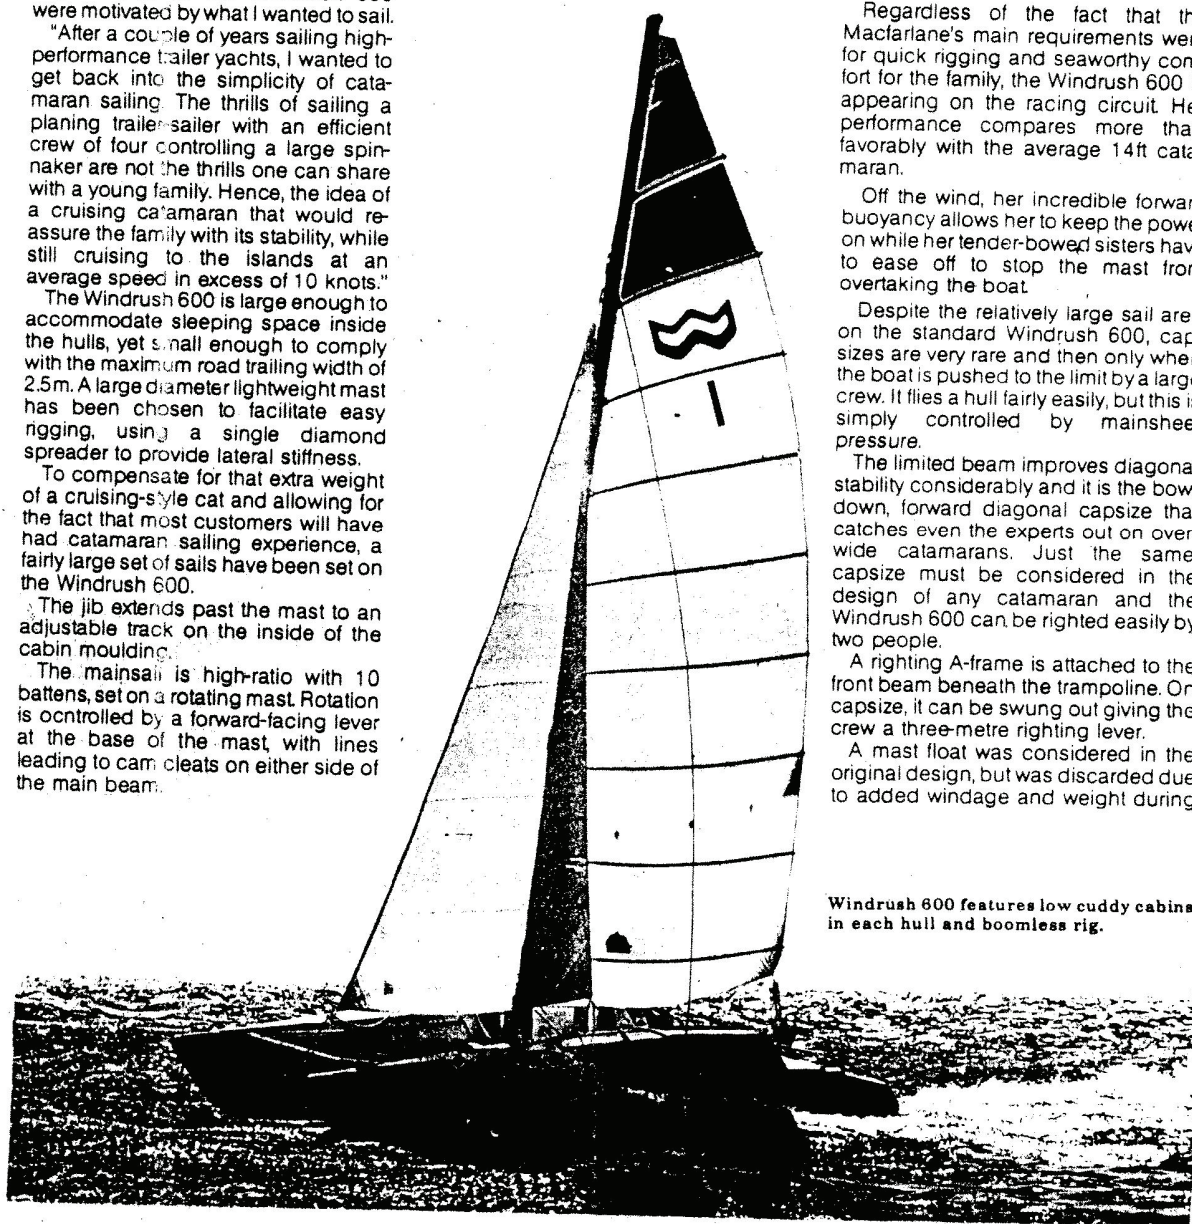 were motivated by what I wanted to sail.
"After a couple of years sailing high-
performance trailer yachts, I wanted to
get back into the simplicity of cata-
maran sailing. The thrills of sailing a
planing trailer-sailer with an efficient
crew of four controlling a large spin-
naker are not the thrills one can share
with a young family. Hence, the idea of
a cruising catamaran that would re-
assure the family with its stability, while
still cruising to the islands at an
average speed in excess of 10 knots."
The Windrush 600 is large enough to
accommodate sleeping space inside
the hulls, yet small enough to comply
with the maximum road trailing width of
2.5m. A large diameter lightweight mast
has been chosen to facilitate easy
rigging, using a single diamond
spreader to provide lateral stiffness.
To compensate for that extra weight
of a cruising-style cat and allowing for
the fact that most customers will have
had catamaran sailing experience, a
fairly large set of sails have been set on
the Windrush 600.
The jib extends past the mast to an
adjustable track on the inside of the
cabin moulding.
The mainsail is high-ratio with 10
battens, set on a rotating mast. Rotation
is ocntrolled by a forward-facing lever
at the base of the mast, with lines
leading to cam cleats on either side of
the main beam.
1
Regardless of the fact that th
Macfarlane's main requirements wer
for quick rigging and seaworthy com
fort for the family, the Windrush 600
appearing on the racing circuit. He
performance compares more tha
favorably with the average 14ft cata
maran.
Off the wind, her incredible forwar
buoyancy allows her to keep the powe
on while her tender-bowed sisters hav
to ease off to stop the mast from
overtaking the boat.
Despite the relatively large sail are
on the standard Windrush 600, cap
sizes are very rare and then only whe
the boat is pushed to the limit by a larg
crew. It flies a hull fairly easily, but this i
simply controlled by mainshee
pressure.
The limited beam improves diagona
stability considerably and it is the bow
down, forward diagonal capsize tha
catches even the experts out on over
wide catamarans. Just the same
capsize must be considered in the
design of any catamaran and the
Windrush 600 can be righted easily by
two people.
A righting A-frame is attached to the
front beam beneath the trampoline. On
capsize, it can be swung out giving the
crew a three-metre righting lever.
A mast float was considered in the
original design, but was discarded due
to added windage and weight during
Windrush 600 features low cuddy cabins
in each hull and boomless rig.